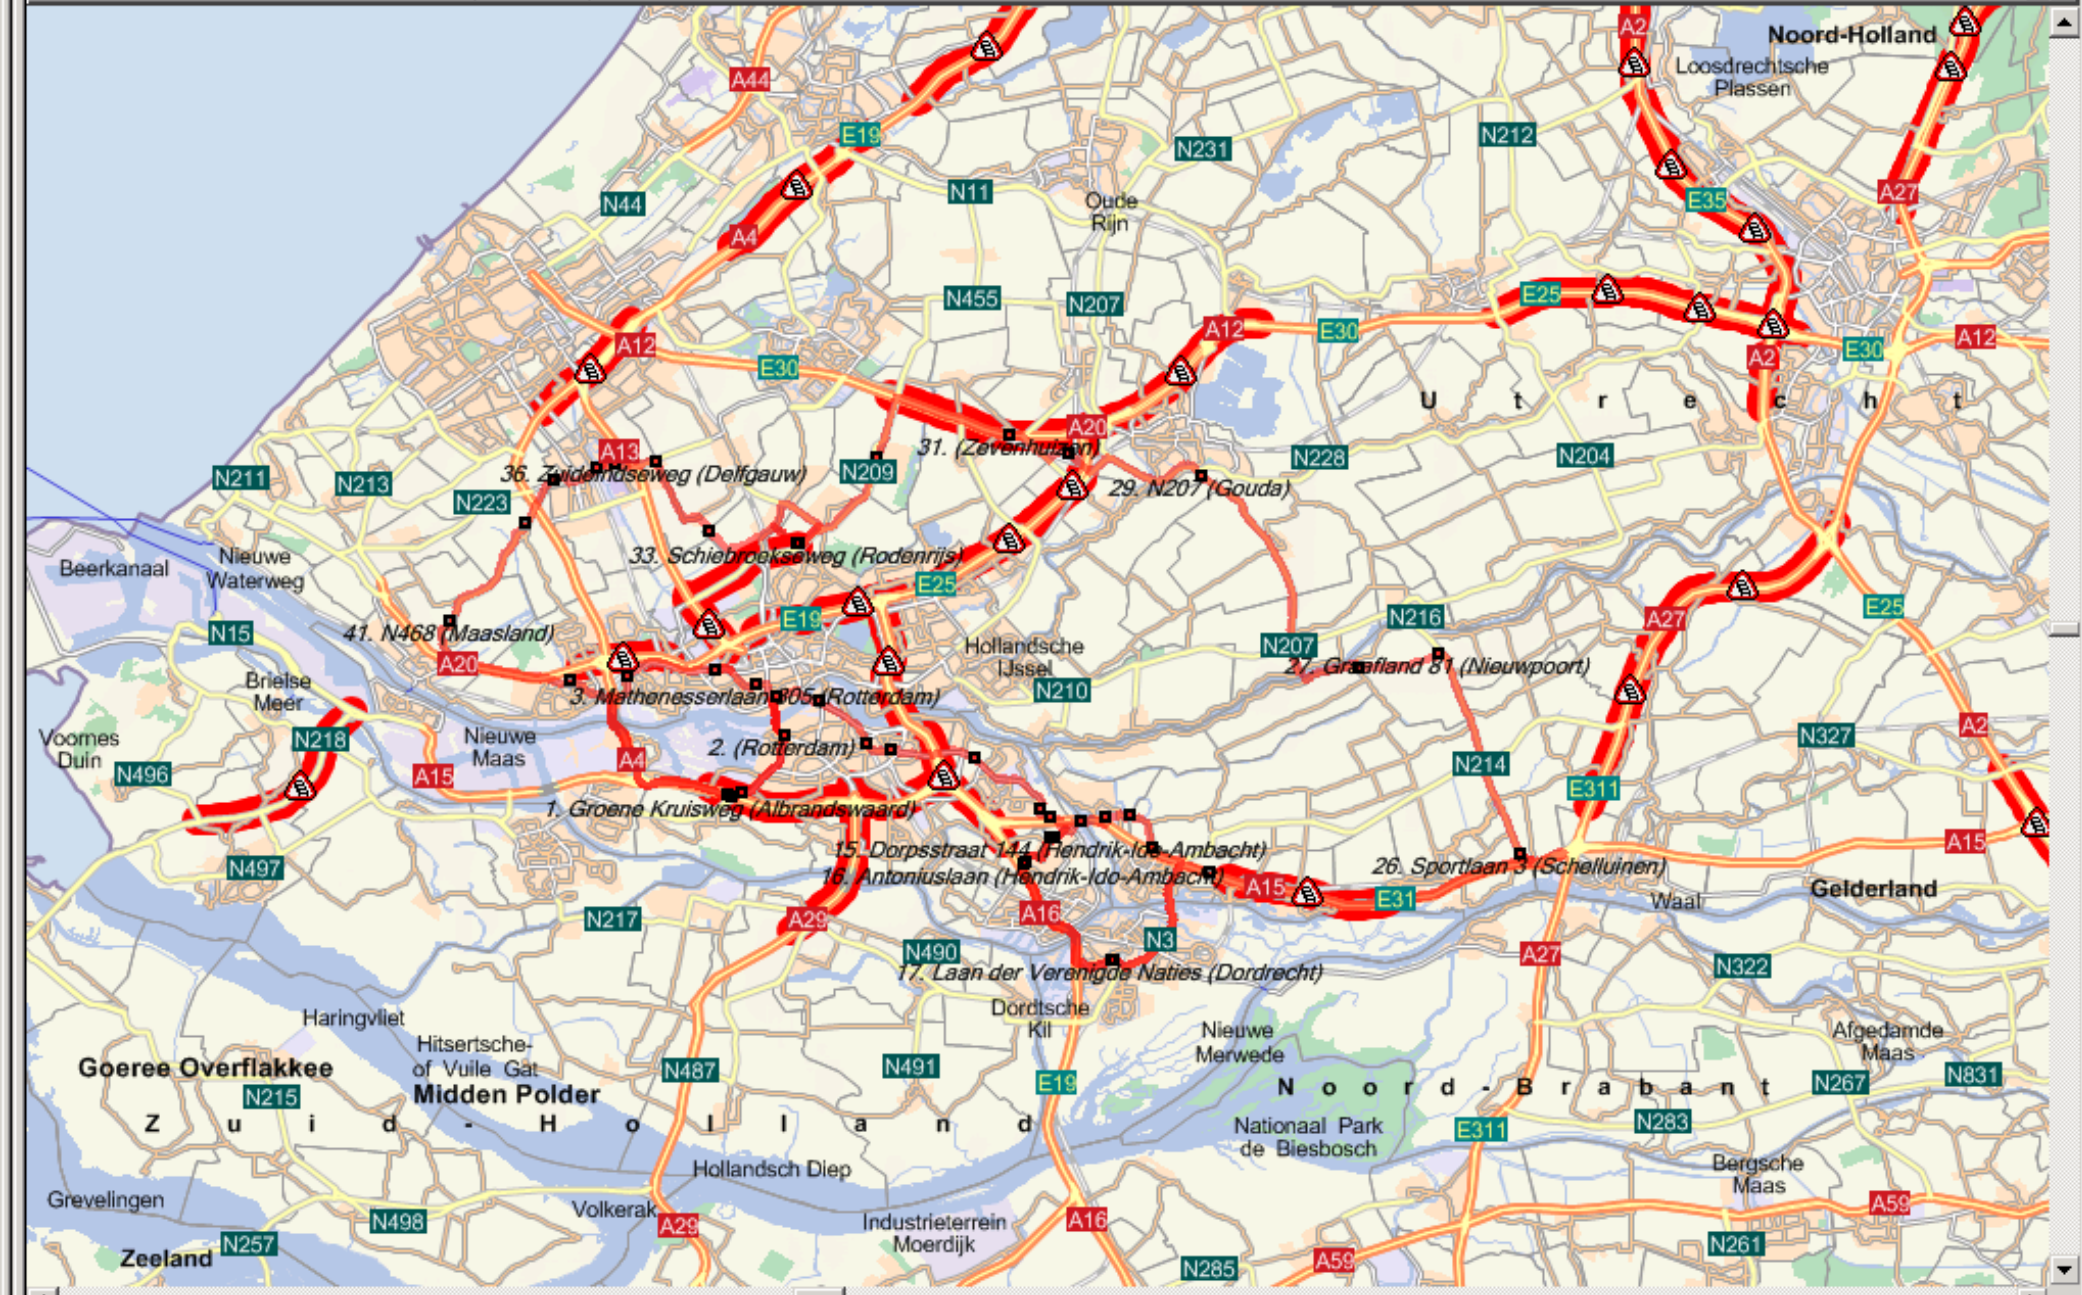 A2
Noord-Holland
A44
Loosdrechtsche
Plassen
E19
N212
N231
N11
A27
N44
Oude
Rijn
E35
A4
N455
N207
E25
A12
E30
A12
A12
E30
A2
E30
U t r e c h t
A20
A13
31. (Zevenhuizen)
N228
N204
36. Zuideindseweg (Delfgauw)
N209
N211
N213
N223
29. N207 (Gouda)
Beerkanaal
Nieuwe
Waterweg
33. Schiebroekseweg (Rodenrijs)
E25
E25
N15
41. N468 (Maasland)
E19
N216
A27
Hollandsche
IJssel
N207
A20
27. Graafland 81 (Nieuwpoort)
Brielse
Meer
3. Mathenesserlaan 305 (Rotterdam)
N210
Voornes
Duin
N218
Nieuwe
Maas
2. (Rotterdam)
A2
N327
N496
A15
A4
N214
E311
1. Groene Kruisweg (Albrandswaard)
A15
15. Dorpsstraat 144 (Hendrik-Ido-Ambacht)
N497
26. Sportlaan 3 (Schelluinen)
16. Antoniuslaan (Hendrik-Ido-Ambacht)
A15
E31
Gelderland
Waal
N217
A29
A16
N490
N3
A27
N322
17. Laan der Verenigde Naties (Dordrecht)
Haringvliet
Dordtsche
Kil
Nieuwe
Merwede
Afgedamde
Maas
Hitsertsche-
of Vuile Gat
Goeree Overflakkee
N487
N491
E19
N831
N267
N215
Midden Polder
N o o r d - B r a b a n t
Z u i d - H o l l a n d
N283
E311
Nationaal Park
de Biesbosch
Hollandsch Diep
Bergsche
Maas
Grevelingen
Volkerak
A59
N498
A29
Industrieterrein
Moerdijk
A16
N257
N261
Zeeland
N285
A59